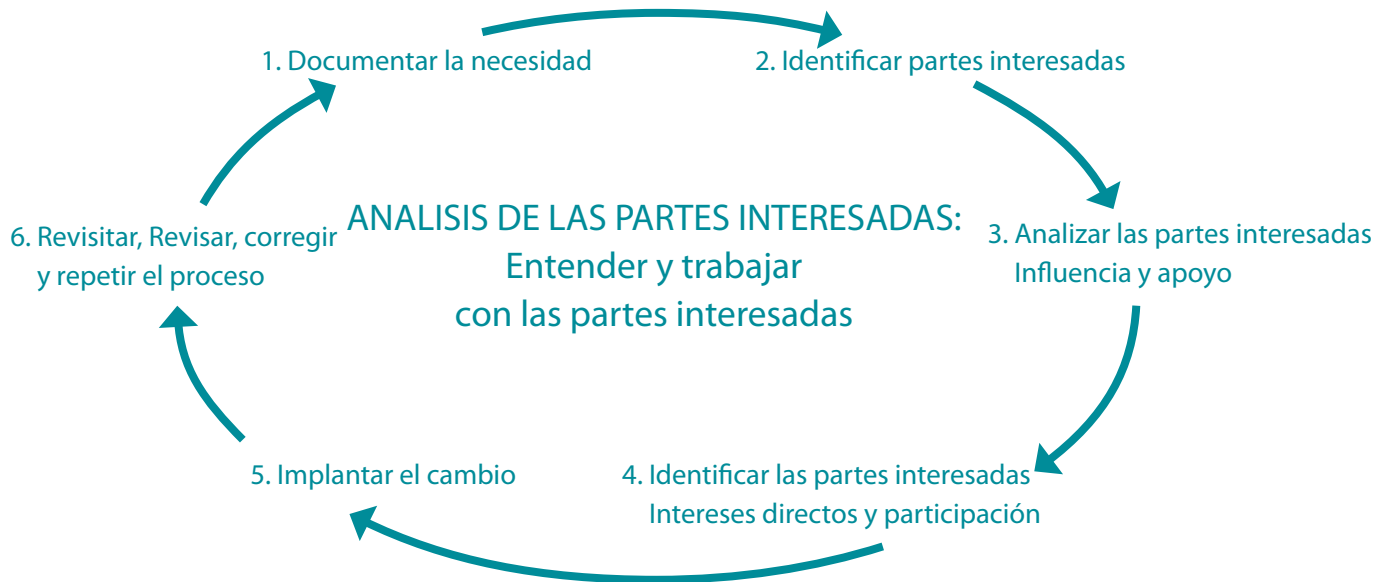 1. Documentar la necesidad
2. Identificar partes interesadas
ANALISIS DE LAS PARTES INTERESADAS:
Entender y trabajar
con las partes interesadas
3. Analizar las partes interesadas
Influencia y apoyo
4. Identificar las partes interesadas
Intereses directos y participación
5. Implantar el cambio
6. Revisitar, Revisar, corregir
y repetir el proceso